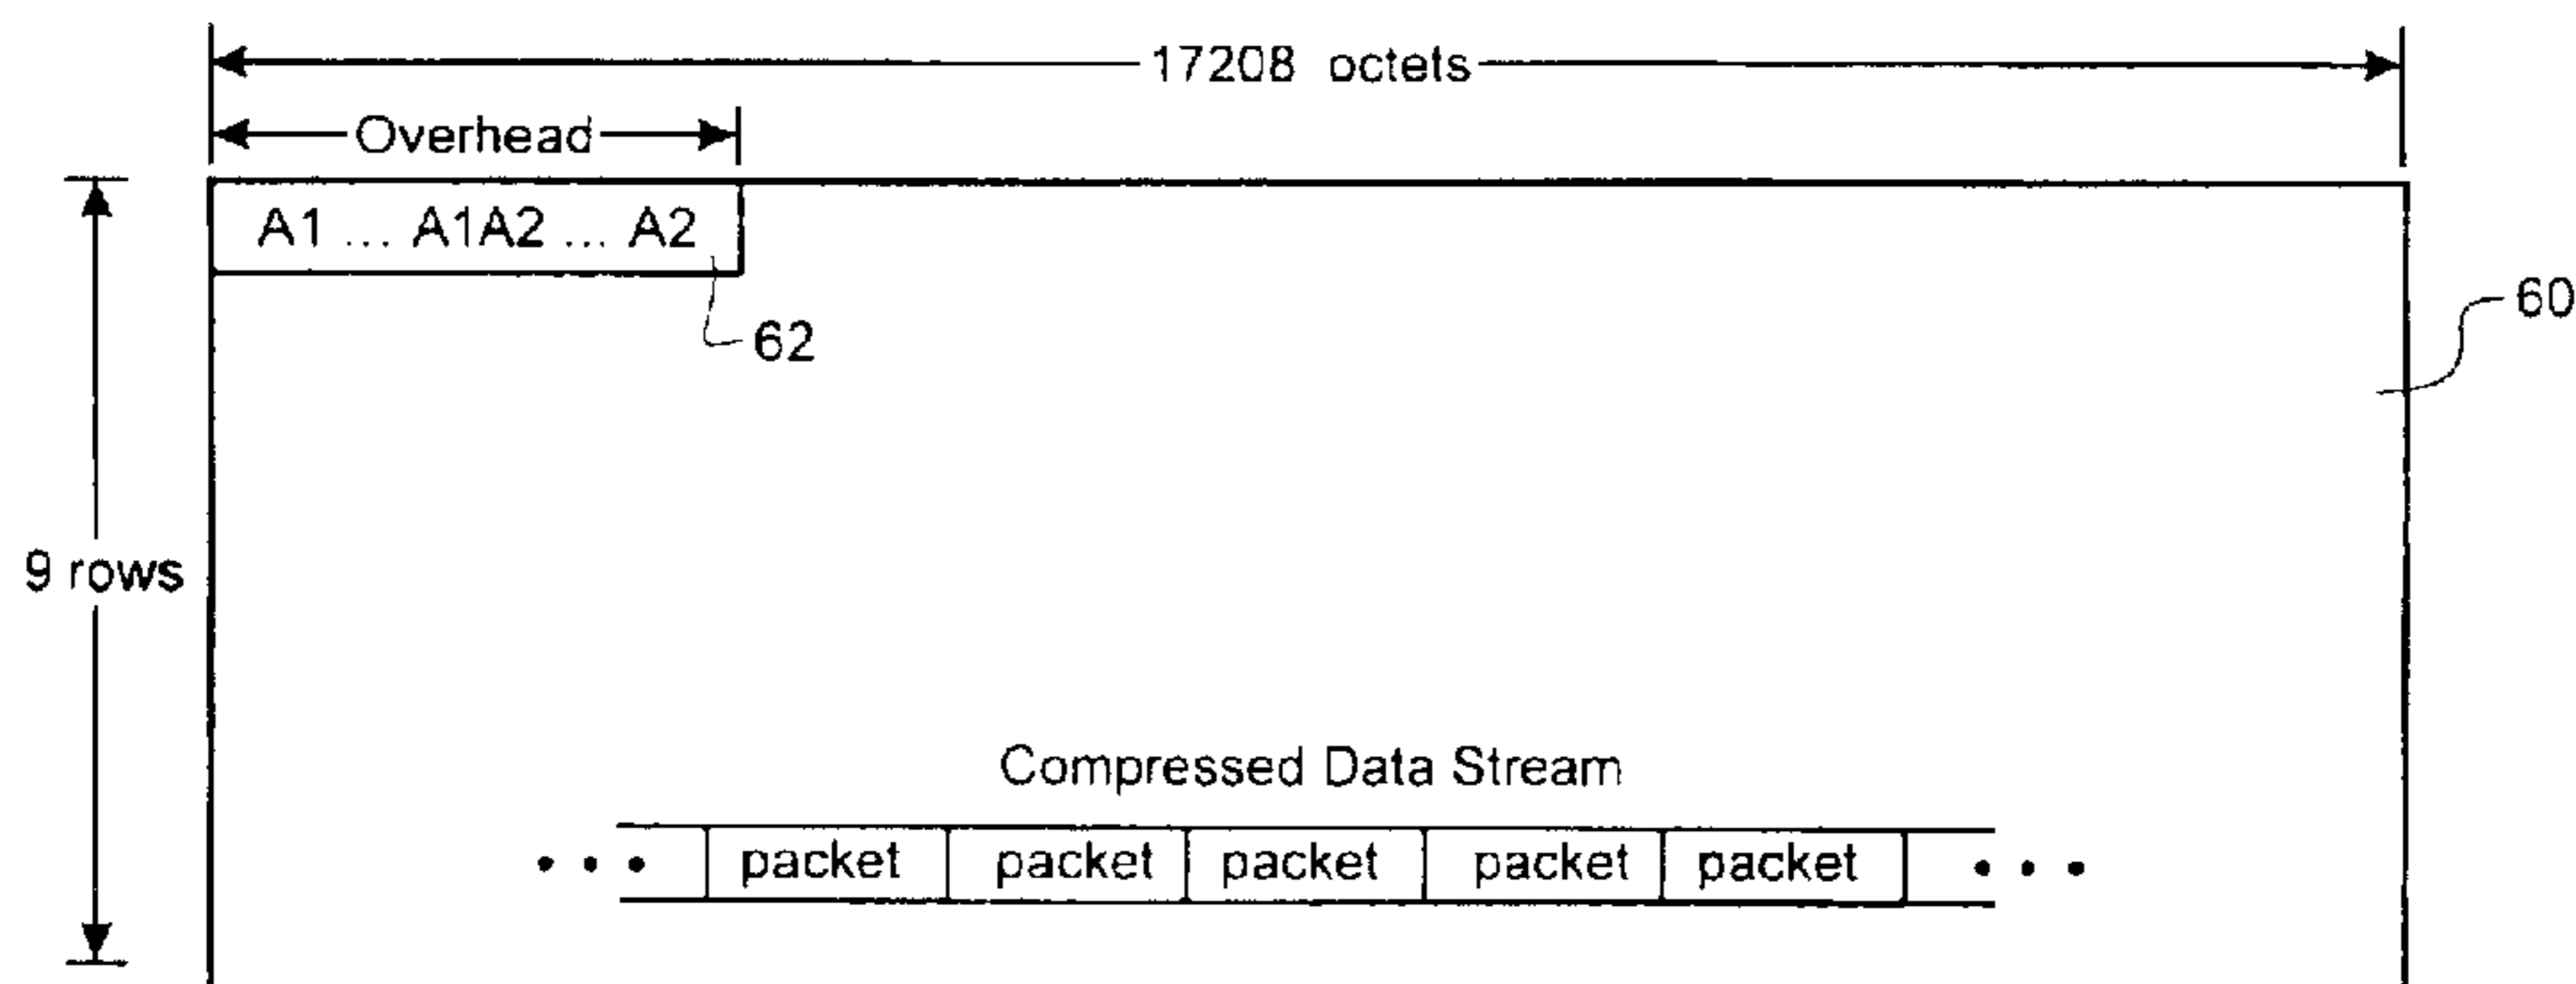 17208 octets
Overhead
A1 ... A1A2 ... A2
62
60
9 rows
Compressed Data Stream
• • • packet packet packet packet packet • • •